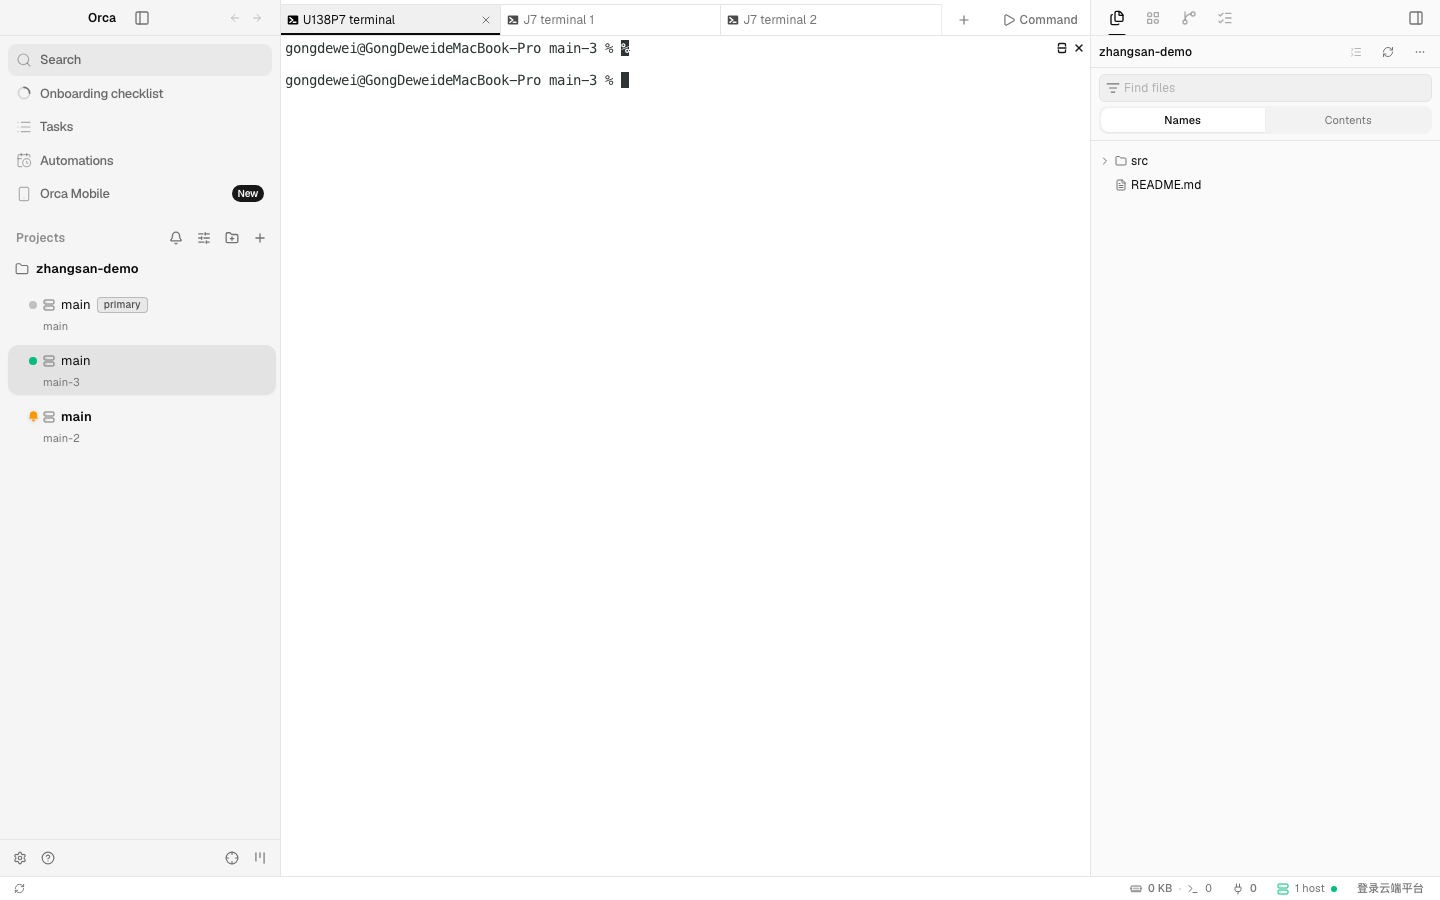 Orca
U138P7 terminal
J7 terminal 1
J7 terminal 2
Command
Search
Onboarding checklist
Tasks
Automations
Orca Mobile
New
Projects
zhangsan-demo
main primary
main
main
main-3
main
main-2
gongdewei@GongDeweideMacBook-Pro main-3 % %
gongdewei@GongDeweideMacBook-Pro main-3 %
zhangsan-demo
Find files
Names
Contents
src
README.md
0 KB · 0
0
1 host
登录云端平台